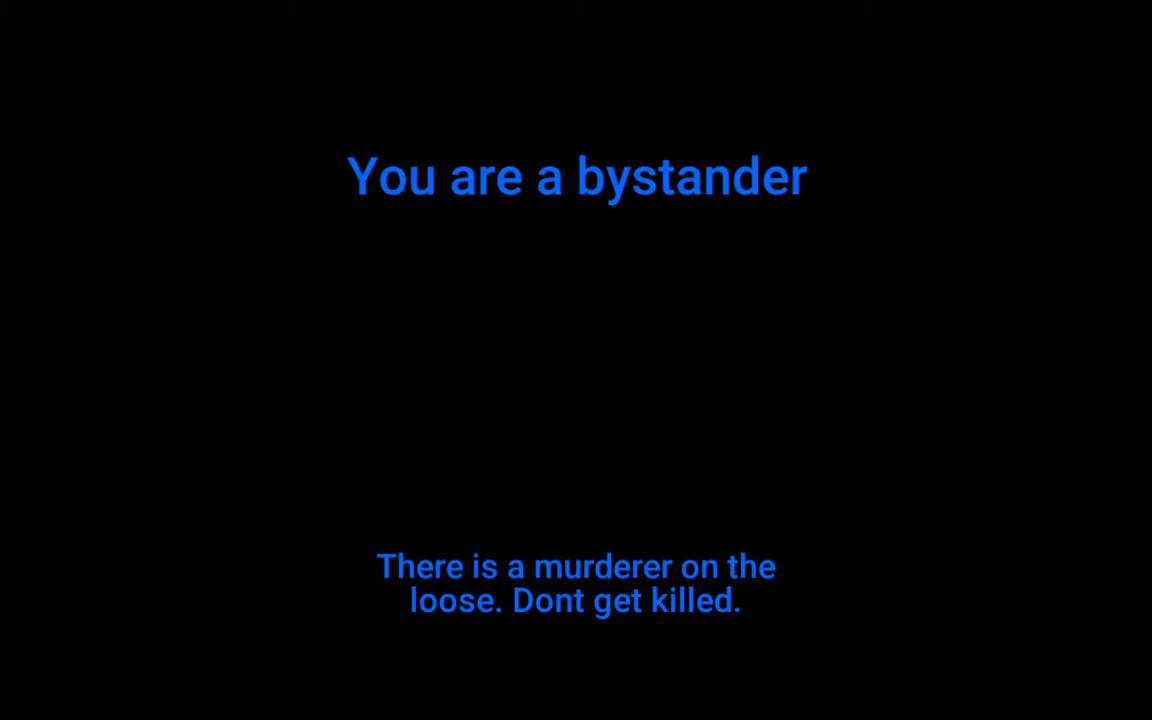 You are a bystander
There is a murderer on the
loose. Dont get killed.